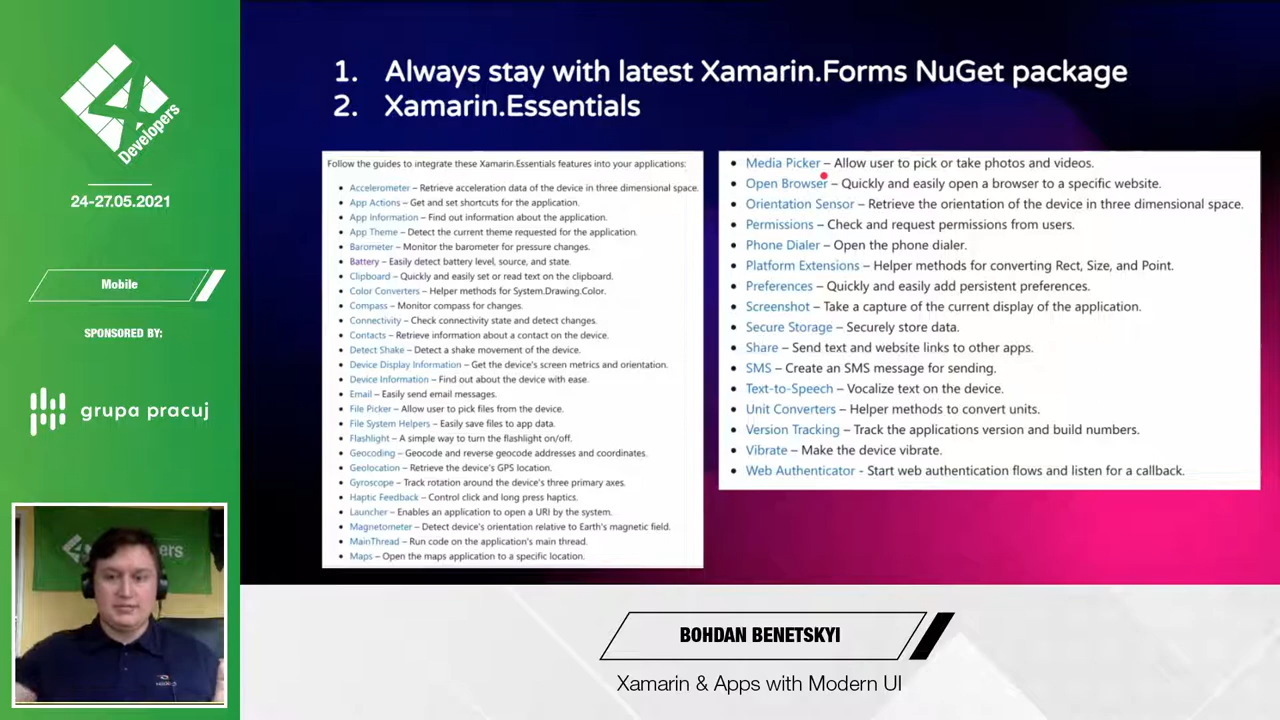 4
Developers
24-27.05.2021
Mobile
SPONSORED BY:
grupa pracuj
1. Always stay with latest Xamarin.Forms NuGet package
2. Xamarin.Essentials
Follow the guides to integrate these Xamarin.Essentials features into your applications:
• Accelerometer – Retrieve acceleration data of the device in three dimensional space.
• App Actions – Get and set shortcuts for the application.
• App Information – Find out information about the application.
• App Theme – Detect the current theme requested for the application.
• Barometer – Monitor the barometer for pressure changes.
• Battery – Easily detect battery level, source, and state.
• Clipboard – Quickly and easily set or read text on the clipboard.
• Color Converters – Helper methods for System.Drawing.Color.
• Compass – Monitor compass for changes.
• Connectivity – Check connectivity state and detect changes.
• Contacts – Retrieve information about a contact on the device.
• Detect Shake – Detect a shake movement of the device.
• Device Display Information – Get the device's screen metrics and orientation.
• Device Information – Find out about the device with ease.
• Email – Easily send email messages.
• File Picker – Allow user to pick files from the device.
• File System Helpers – Easily save files to app data.
• Flashlight – A simple way to turn the flashlight on/off.
• Geocoding – Geocode and reverse geocode addresses and coordinates.
• Geolocation – Retrieve the device's GPS location.
• Gyroscope – Track rotation around the device's three primary axes.
• Haptic Feedback – Control click and long press haptics.
• Launcher – Enables an application to open a URI by the system.
• Magnetometer – Detect device's orientation relative to Earth's magnetic field.
• MainThread – Run code on the application's main thread.
• Maps – Open the maps application to a specific location.
• Media Picker – Allow user to pick or take photos and videos.
• Open Browser – Quickly and easily open a browser to a specific website.
• Orientation Sensor – Retrieve the orientation of the device in three dimensional space.
• Permissions – Check and request permissions from users.
• Phone Dialer – Open the phone dialer.
• Platform Extensions – Helper methods for converting Rect, Size, and Point.
• Preferences – Quickly and easily add persistent preferences.
• Screenshot – Take a capture of the current display of the application.
• Secure Storage – Securely store data.
• Share – Send text and website links to other apps.
• SMS – Create an SMS message for sending.
• Text-to-Speech – Vocalize text on the device.
• Unit Converters – Helper methods to convert units.
• Version Tracking – Track the applications version and build numbers.
• Vibrate – Make the device vibrate.
• Web Authenticator - Start web authentication flows and listen for a callback.
BOHDAN BENETSKYI
Xamarin & Apps with Modern UI